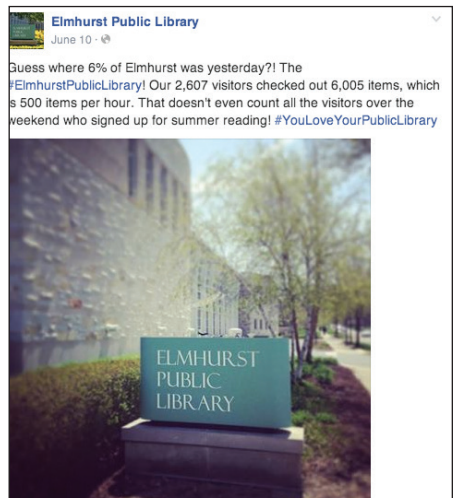 Elmhurst Public Library
June 10 ·
Guess where 6% of Elmhurst was yesterday?! The
#ElmhurstPublicLibrary! Our 2,607 visitors checked out 6,005 items, which
s 500 items per hour. That doesn't even count all the visitors over the
weekend who signed up for summer reading! #YouLoveYourPublicLibrary
ELMHURST
PUBLIC
LIBRARY